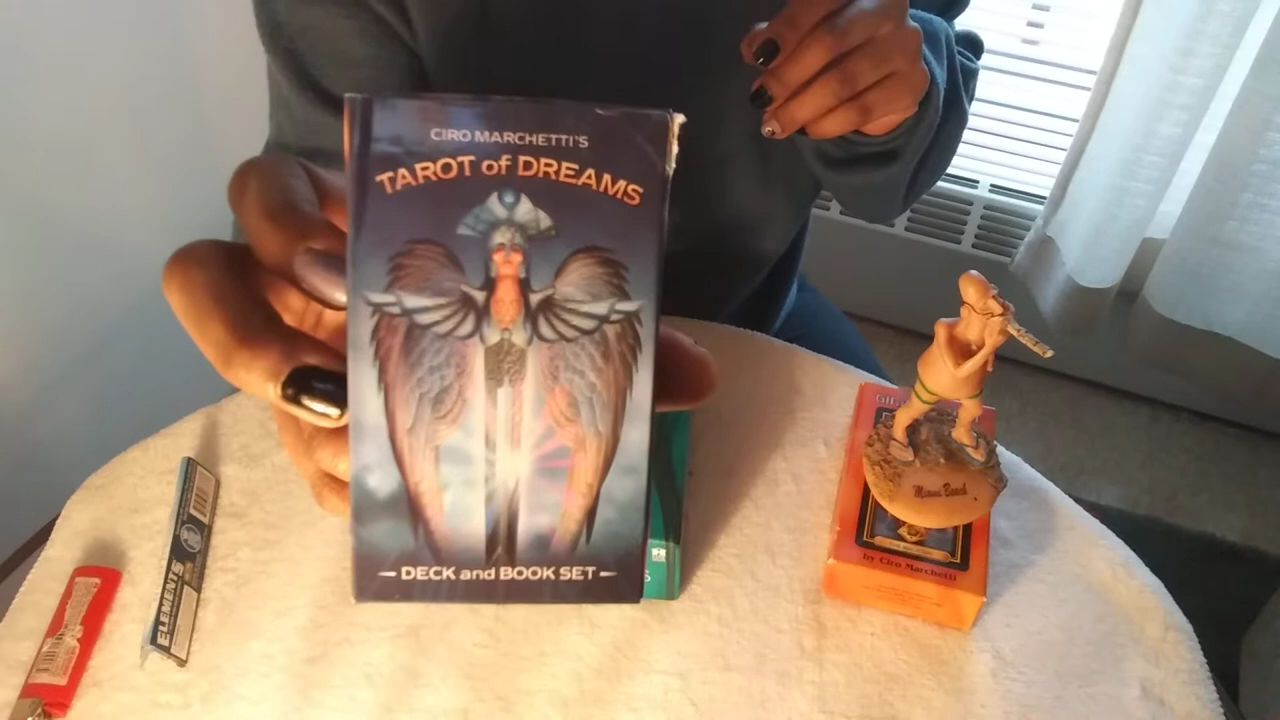 CIRO MARCHETTI'S
TAROT of DREAMS
DECK and BOOK SET
ELEMENTS
Miami Beach
by Ciro Marchetti